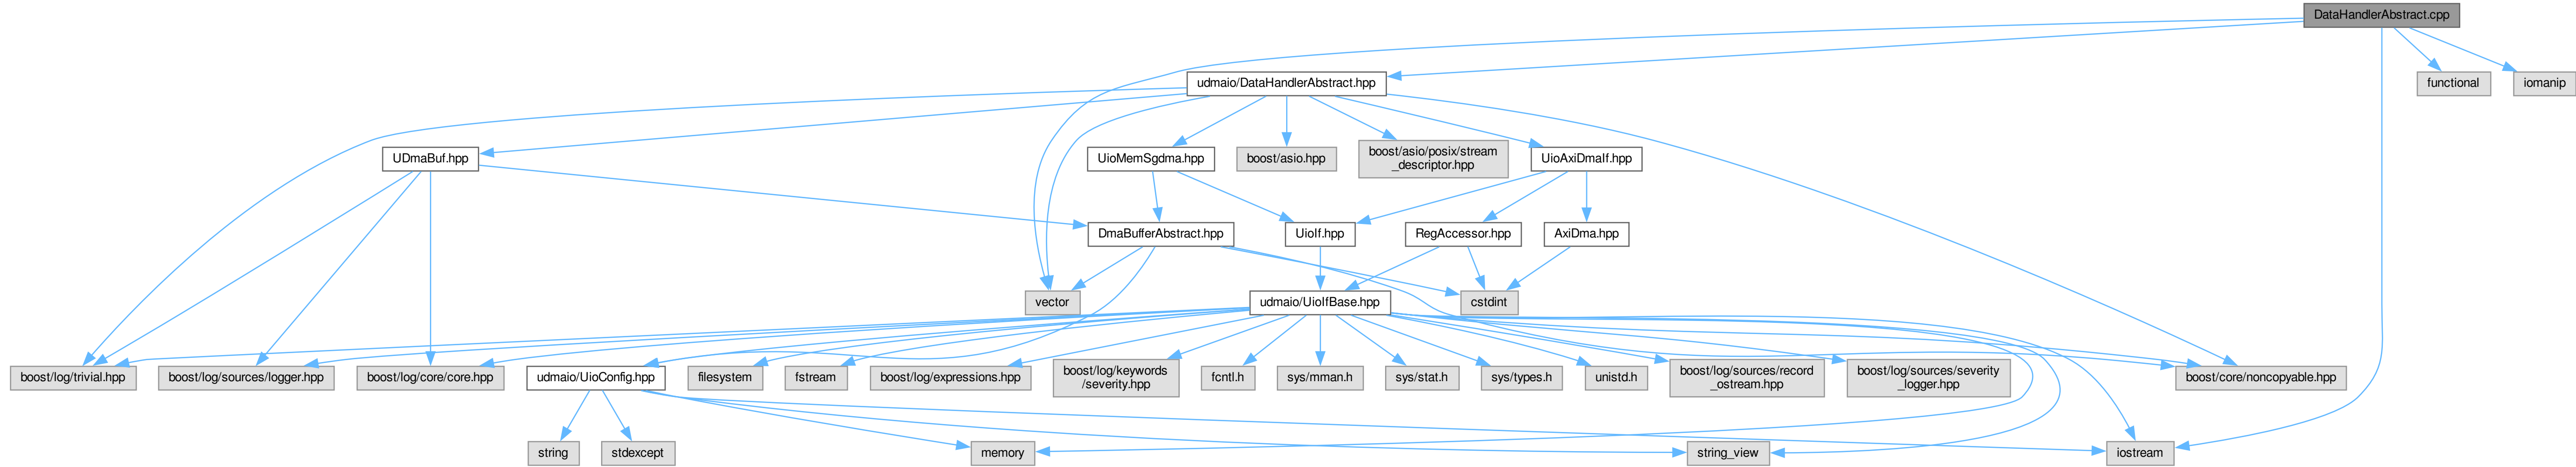 DataHandlerAbstract.cpp
udmaio/DataHandlerAbstract.hpp
functional
iomanip
UDmaBuf.hpp
UioMemSgdma.hpp
boost/asio.hpp
boost/asio/posix/stream
_descriptor.hpp
UioAxiDmaIf.hpp
DmaBufferAbstract.hpp
UioIf.hpp
RegAccessor.hpp
AxiDma.hpp
vector
udmaio/UioIfBase.hpp
cstdint
boost/log/trivial.hpp
boost/log/sources/logger.hpp
boost/log/core/core.hpp
udmaio/UioConfig.hpp
filesystem
fstream
boost/log/expressions.hpp
boost/log/keywords
/severity.hpp
fcntl.h
sys/mman.h
sys/stat.h
sys/types.h
unistd.h
boost/log/sources/record
_ostream.hpp
boost/log/sources/severity
_logger.hpp
boost/core/noncopyable.hpp
string
stdexcept
memory
string_view
iostream